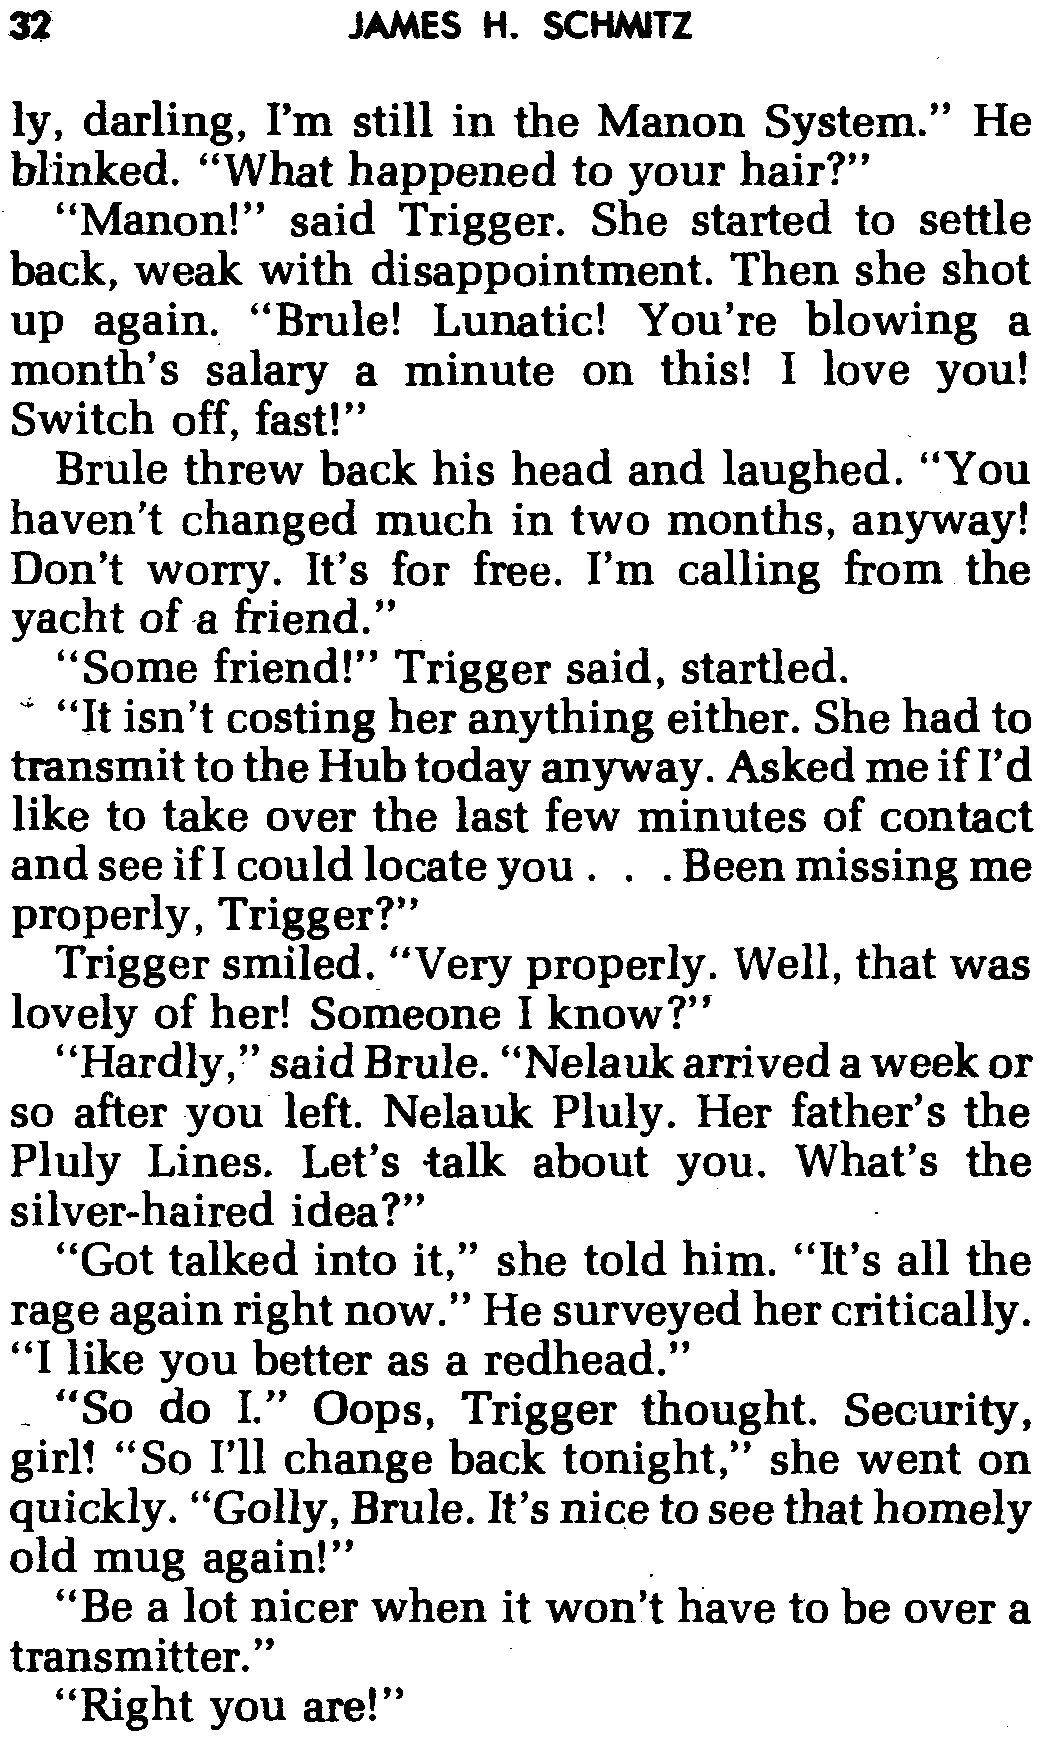 32 JAMES H. SCHMITZ
ly, darling, I'm still in the Manon System." He
blinked. "What happened to your hair?"
"Manon!" said Trigger. She started to settle
back, weak with disappointment. Then she shot
up again. "Brule! Lunatic! You're blowing a
month's salary a minute on this! I love you!
Switch off, fast!"
Brule threw back his head and laughed. "You
haven't changed much in two months, anyway!
Don't worry. It's for free. I'm calling from the
yacht of a friend."
"Some friend!" Trigger said, startled.
"It isn't costing her anything either. She had to
transmit to the Hub today anyway. Asked me if I'd
like to take over the last few minutes of contact
and see if I could locate you . . . Been missing me
properly, Trigger?"
Trigger smiled. "Very properly. Well, that was
lovely of her! Someone I know?"
"Hardly," said Brule. "Nelauk arrived a week or
so after you left. Nelauk Pluly. Her father's the
Pluly Lines. Let's talk about you. What's the
silver-haired idea?"
"Got talked into it," she told him. "It's all the
rage again right now." He surveyed her critically.
"I like you better as a redhead."
"So do I." Oops, Trigger thought. Security,
girl! "So I'll change back tonight," she went on
quickly. "Golly, Brule. It's nice to see that homely
old mug again!"
"Be a lot nicer when it won't have to be over a
transmitter."
"Right you are!"